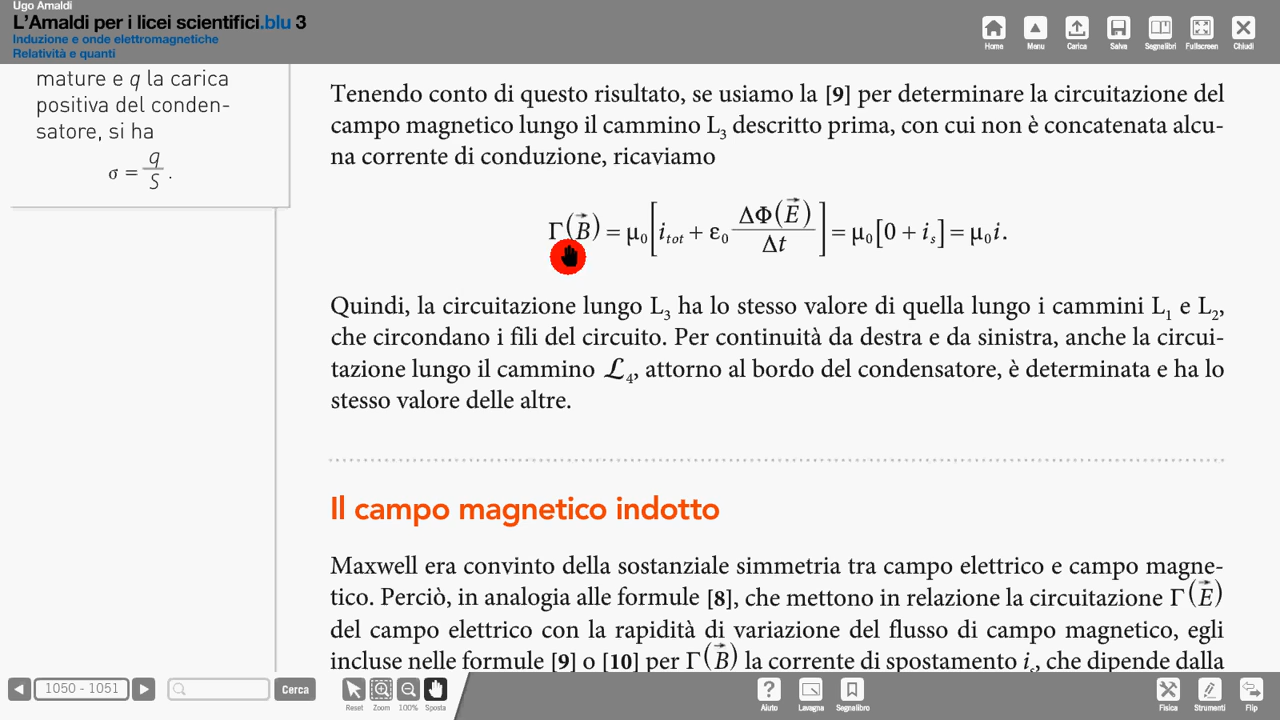 Ugo Amaldi
L'Amaldi per i licei scientifici.blu 3
Induzione e onde elettromagnetiche
Relatività e quanti
Home Menu Carica Salva Segnalibri Fullscreen Chiudi
mature e q la carica
positiva del conden-
satore, si ha
σ = q/S .
Tenendo conto di questo risultato, se usiamo la [9] per determinare la circuitazione del
campo magnetico lungo il cammino L₃ descritto prima, con cui non è concatenata alcu-
na corrente di conduzione, ricaviamo
Γ(B⃗) = μ₀[i_tot + ε₀ ΔΦ(E⃗)/Δt] = μ₀[0 + i_s] = μ₀i.
Quindi, la circuitazione lungo L₃ ha lo stesso valore di quella lungo i cammini L₁ e L₂,
che circondano i fili del circuito. Per continuità da destra e da sinistra, anche la circui-
tazione lungo il cammino ℒ₄, attorno al bordo del condensatore, è determinata e ha lo
stesso valore delle altre.
Il campo magnetico indotto
Maxwell era convinto della sostanziale simmetria tra campo elettrico e campo magne-
tico. Perciò, in analogia alle formule [8], che mettono in relazione la circuitazione Γ(E⃗)
del campo elettrico con la rapidità di variazione del flusso di campo magnetico, egli
incluse nelle formule [9] o [10] per Γ(B⃗) la corrente di spostamento i_s, che dipende dalla
1050 - 1051 Cerca Reset Zoom 100% Sposta Aiuto Lavagna Segnalibro Fisica Strumenti Flip